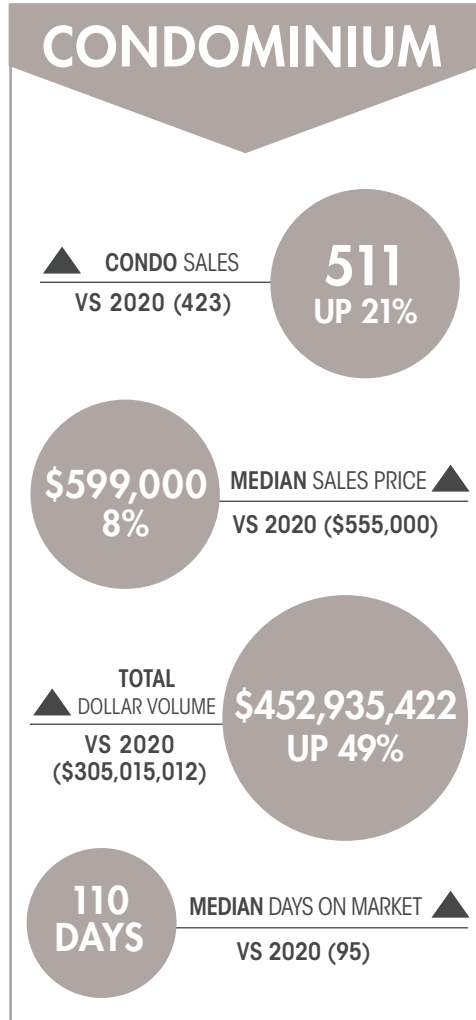 CONDOMINIUM
CONDO SALES
VS 2020 (423)
511
UP 21%
$599,000
8%
MEDIAN SALES PRICE
VS 2020 ($555,000)
TOTAL
DOLLAR VOLUME
VS 2020
($305,015,012)
$452,935,422
UP 49%
110
DAYS
MEDIAN DAYS ON MARKET
VS 2020 (95)